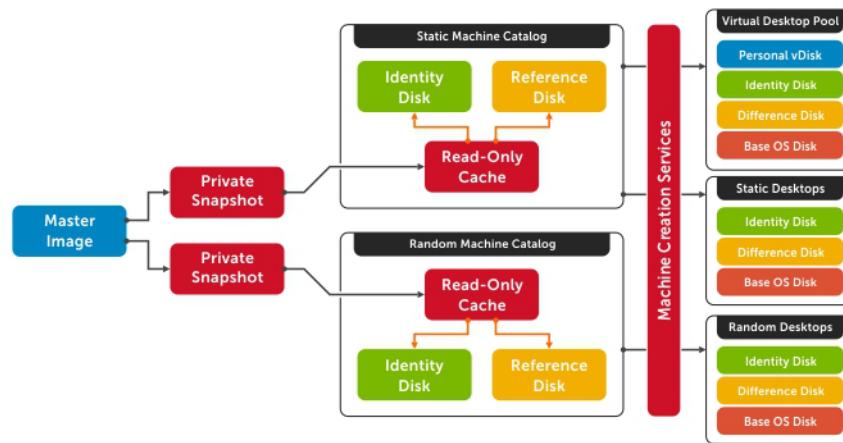 Static Machine Catalog
Identity
Disk
Reference
Disk
Read-Only
Cache
Private
Snapshot
Master
Image
Private
Snapshot
Random Machine Catalog
Read-Only
Cache
Identity
Disk
Reference
Disk
Machine Creation Services
Virtual Desktop Pool
Personal vDisk
Identity Disk
Difference Disk
Base OS Disk
Static Desktops
Identity Disk
Difference Disk
Base OS Disk
Random Desktops
Identity Disk
Difference Disk
Base OS Disk